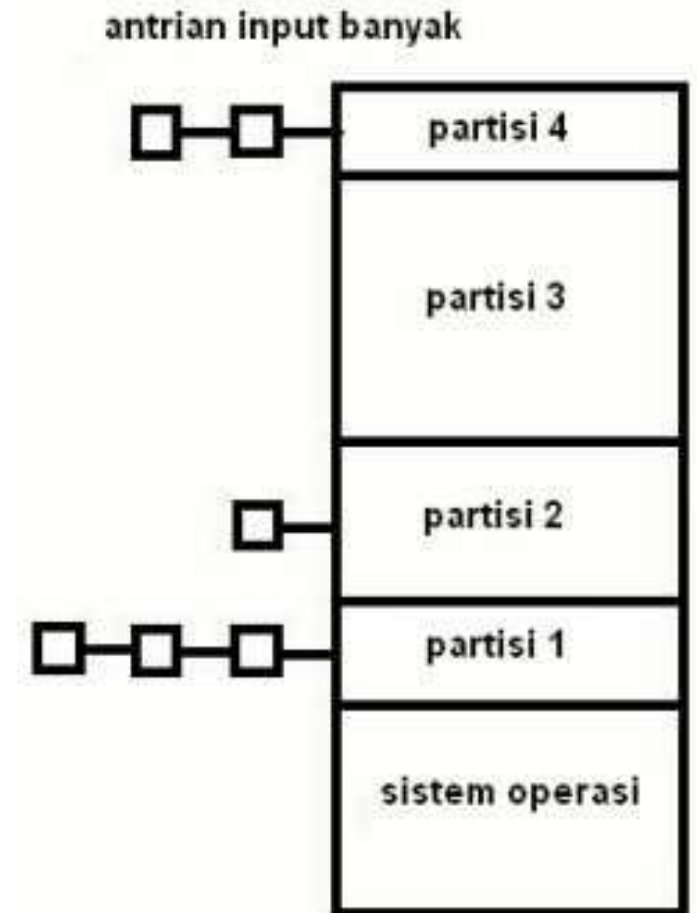 antrian input banyak
partisi 4
partisi 3
partisi 2
partisi 1
sistem operasi